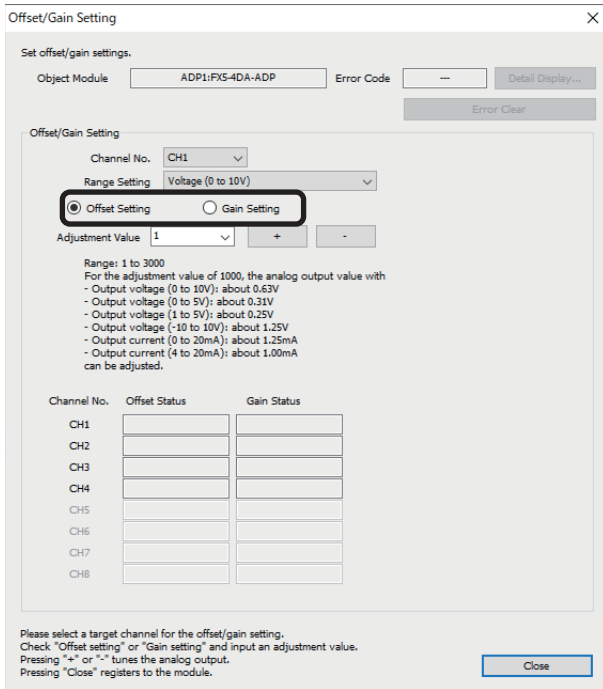 Offset/Gain Setting
Set offset/gain settings.
Object Module ADP1:FX5-4DA-ADP Error Code --- Detail Display...
Error Clear
Offset/Gain Setting
Channel No. CH1
Range Setting Voltage (0 to 10V)
Offset Setting Gain Setting
Adjustment Value 1 + -
Range: 1 to 3000
For the adjustment value of 1000, the analog output value with
- Output voltage (0 to 10V): about 0.63V
- Output voltage (0 to 5V): about 0.31V
- Output voltage (1 to 5V): about 0.25V
- Output voltage (-10 to 10V): about 1.25V
- Output current (0 to 20mA): about 1.25mA
- Output current (4 to 20mA): about 1.00mA
can be adjusted.
Channel No. Offset Status Gain Status
CH1
CH2
CH3
CH4
CH5
CH6
CH7
CH8
Please select a target channel for the offset/gain setting.
Check "Offset setting" or "Gain setting" and input an adjustment value.
Pressing "+" or "-" tunes the analog output.
Pressing "Close" registers to the module.
Close